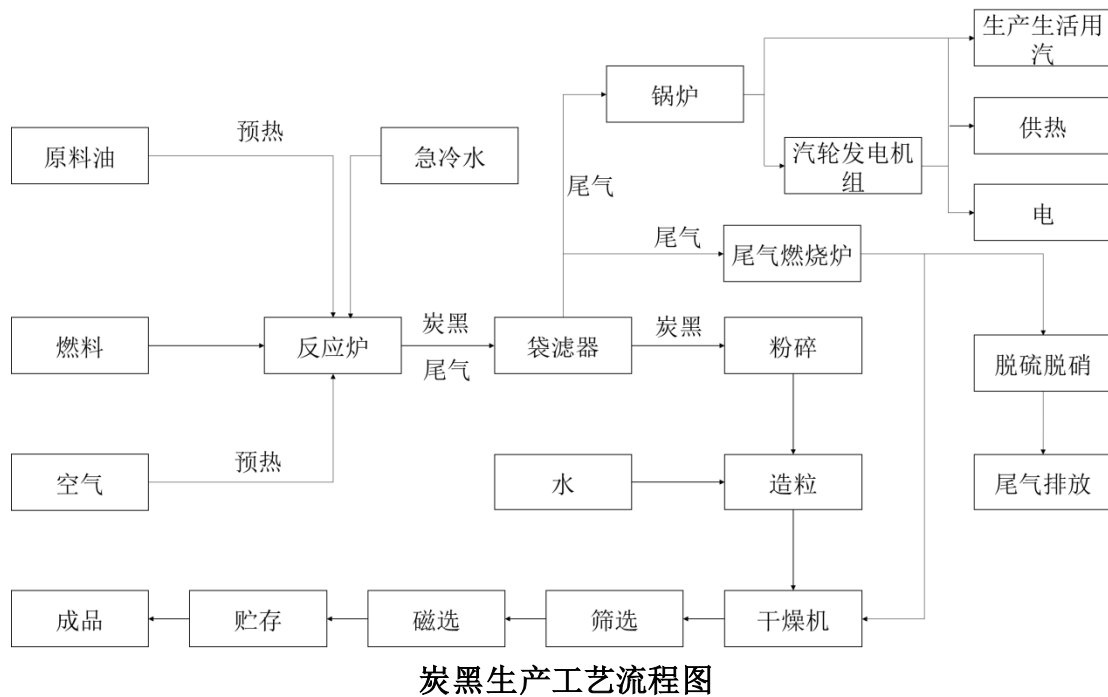 生产生活用
汽
锅炉
预热
原料油
急冷水
供热
汽轮发电机
组
尾气
电
尾气
尾气燃烧炉
燃料
反应炉
炭黑
尾气
袋滤器
炭黑
粉碎
脱硫脱硝
空气
预热
水
造粒
尾气排放
成品
贮存
磁选
筛选
干燥机
炭黑生产工艺流程图